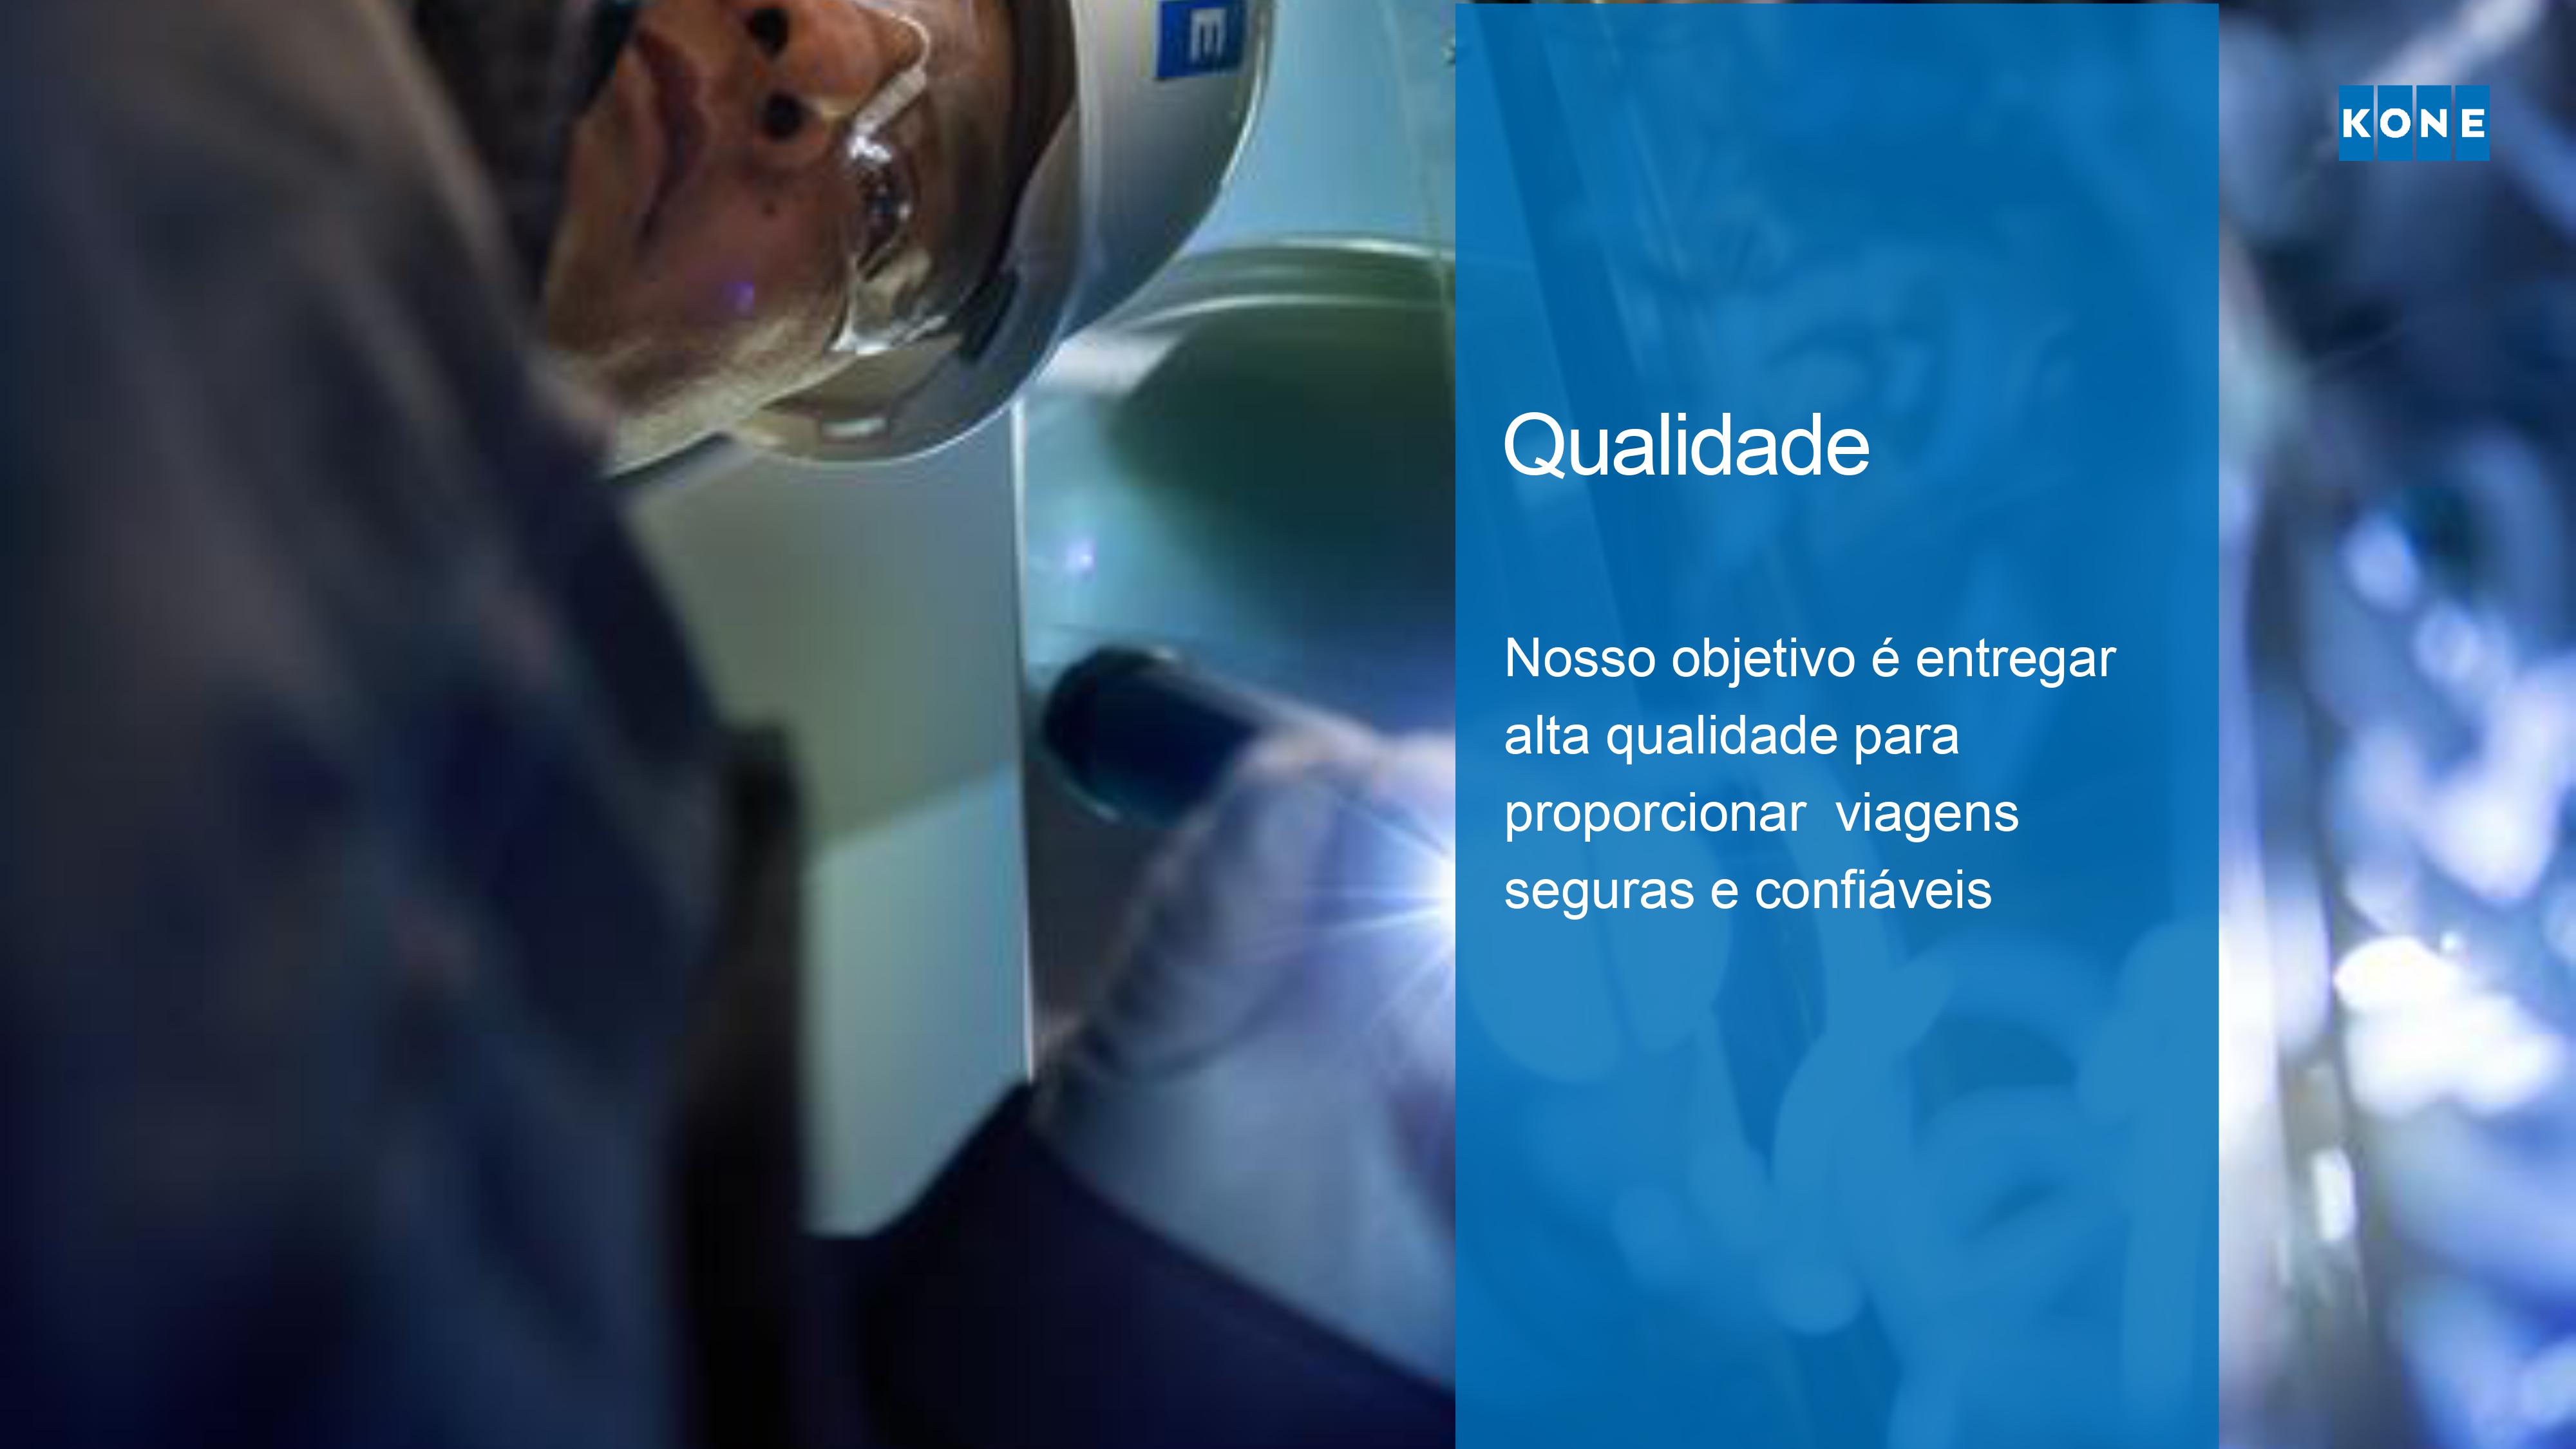 E
KONE
Qualidade
Nosso objetivo é entregar
alta qualidade para
proporcionar  viagens
seguras e confiáveis